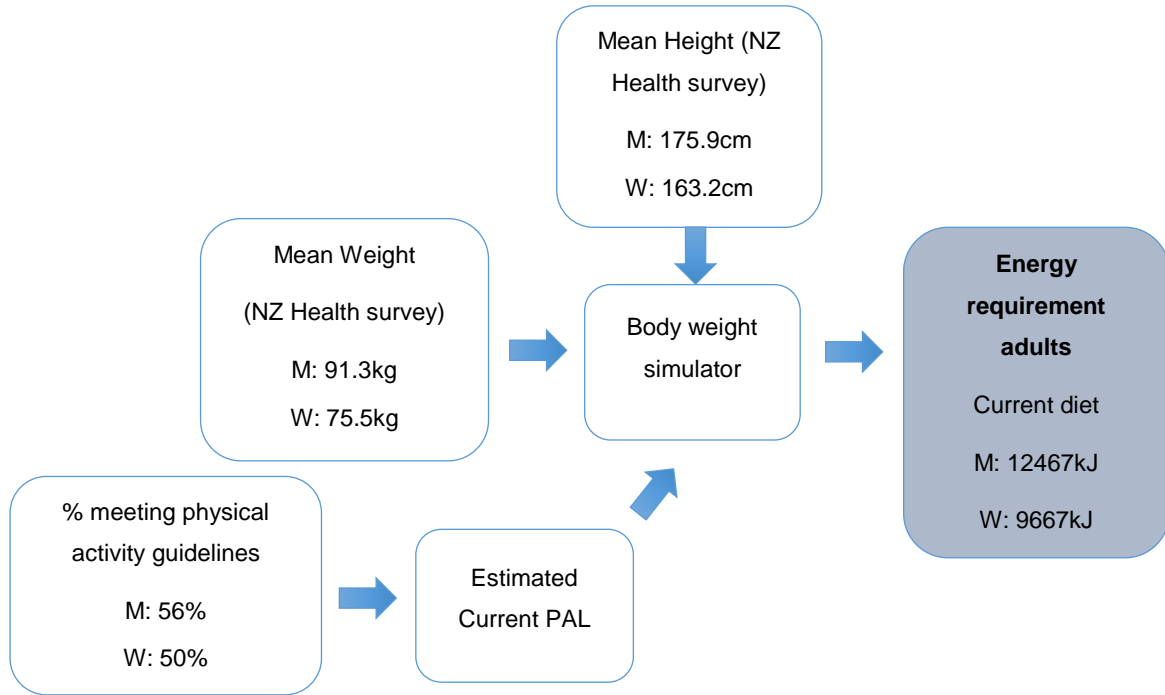 Mean Height (NZ
Health survey)
M: 175.9cm
W: 163.2cm
Mean Weight
(NZ Health survey)
M: 91.3kg
W: 75.5kg
Body weight
simulator
Energy
requirement
adults
Current diet
M: 12467kJ
W: 9667kJ
% meeting physical
activity guidelines
M: 56%
W: 50%
Estimated
Current PAL